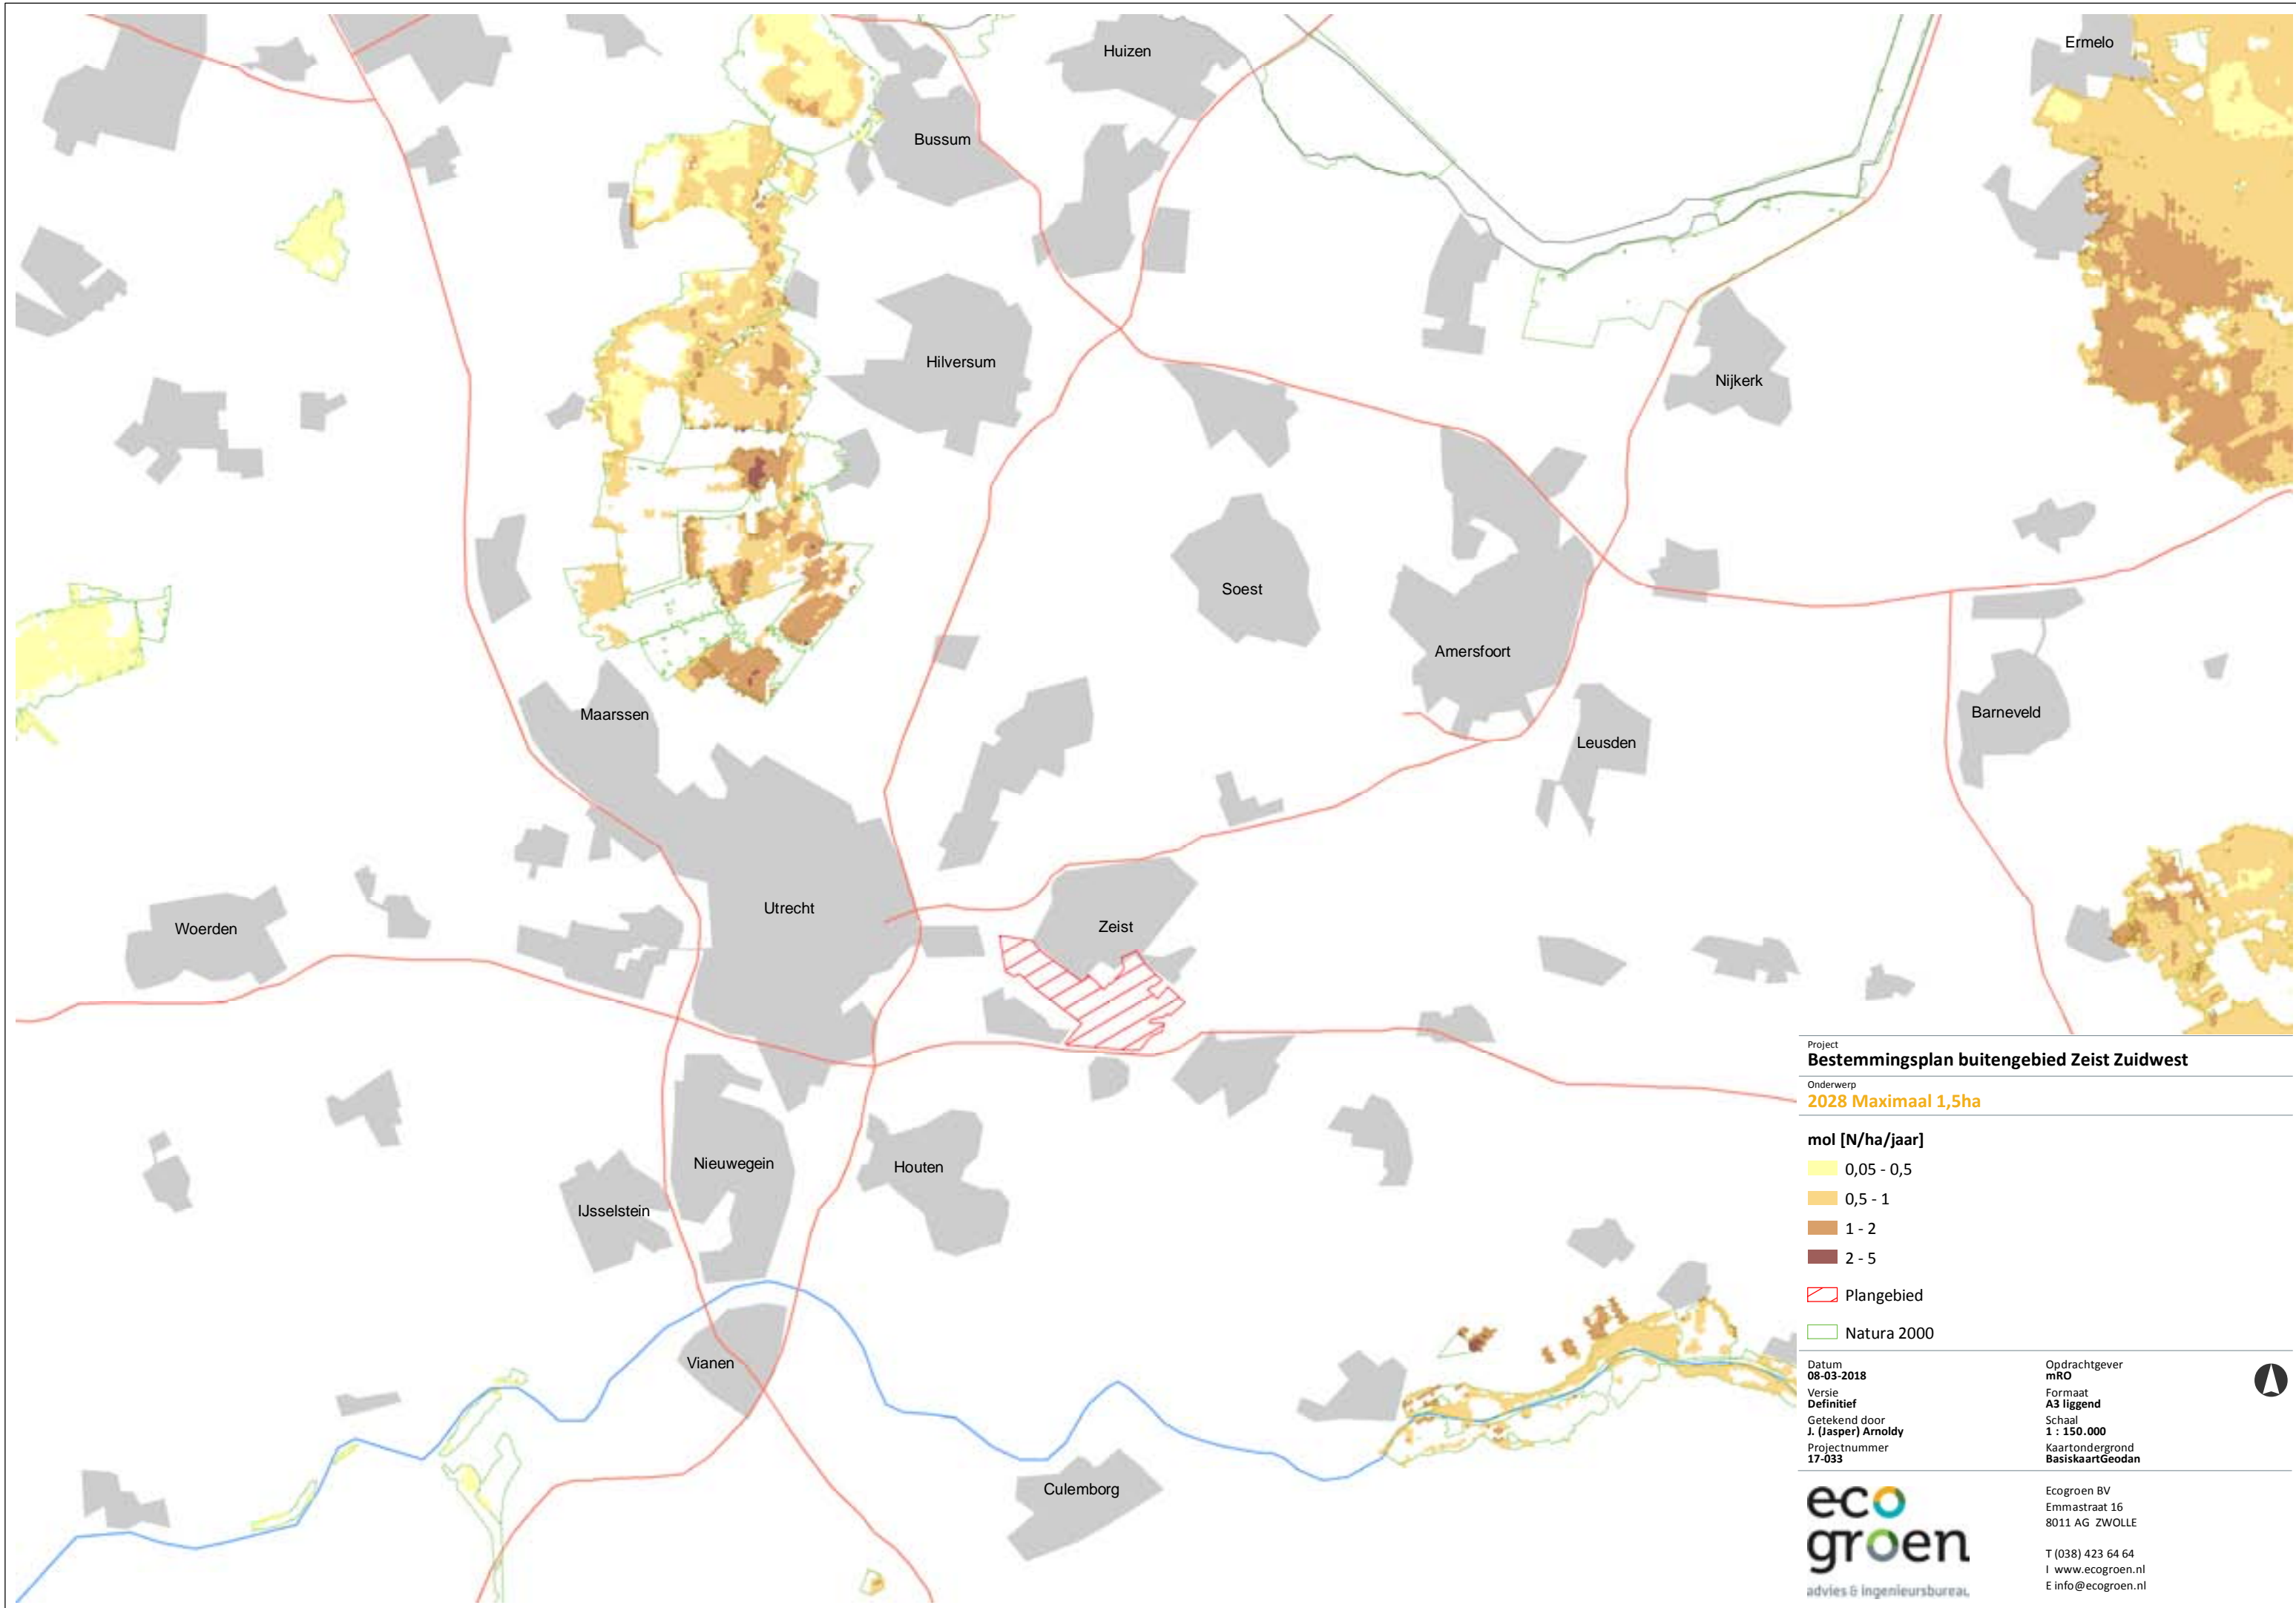 Huizen
Ermelo
Bussum
Hilversum
Nijkerk
Soest
Amersfoort
Maarssen
Leusden
Barneveld
Utrecht
Woerden
Zeist
Nieuwegein
Houten
IJsselstein
Vianen
Culemborg
Project
Bestemmingsplan buitengebied Zeist Zuidwest
Onderwerp
2028 Maximaal 1,5ha
mol [N/ha/jaar]
0,05 - 0,5
0,5 - 1
1 - 2
2 - 5
Plangebied
Natura 2000
Datum
08-03-2018
Versie
Definitief
Getekend door
J. (Jasper) Arnoldy
Projectnummer
17-033
Opdrachtgever
mRO
Formaat
A3 liggend
Schaal
1 : 150.000
Kaartondergrond
BasiskaartGeodan
eco
groen
advies & ingenieursbureau
Ecogroen BV
Emmastraat 16
8011 AG ZWOLLE
T (038) 423 64 64
I www.ecogroen.nl
E info@ecogroen.nl